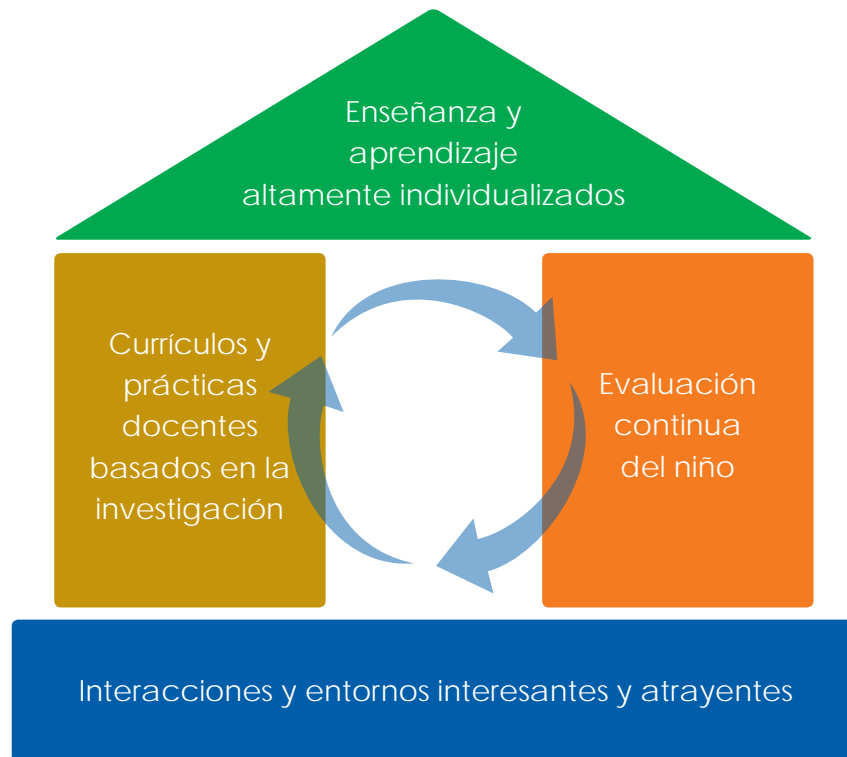 Enseñanza y
aprendizaje
altamente individualizados
Currículos y
prácticas
docentes
basados en la
investigación
Evaluación
continua
del niño
Interacciones y entornos interesantes y atrayentes